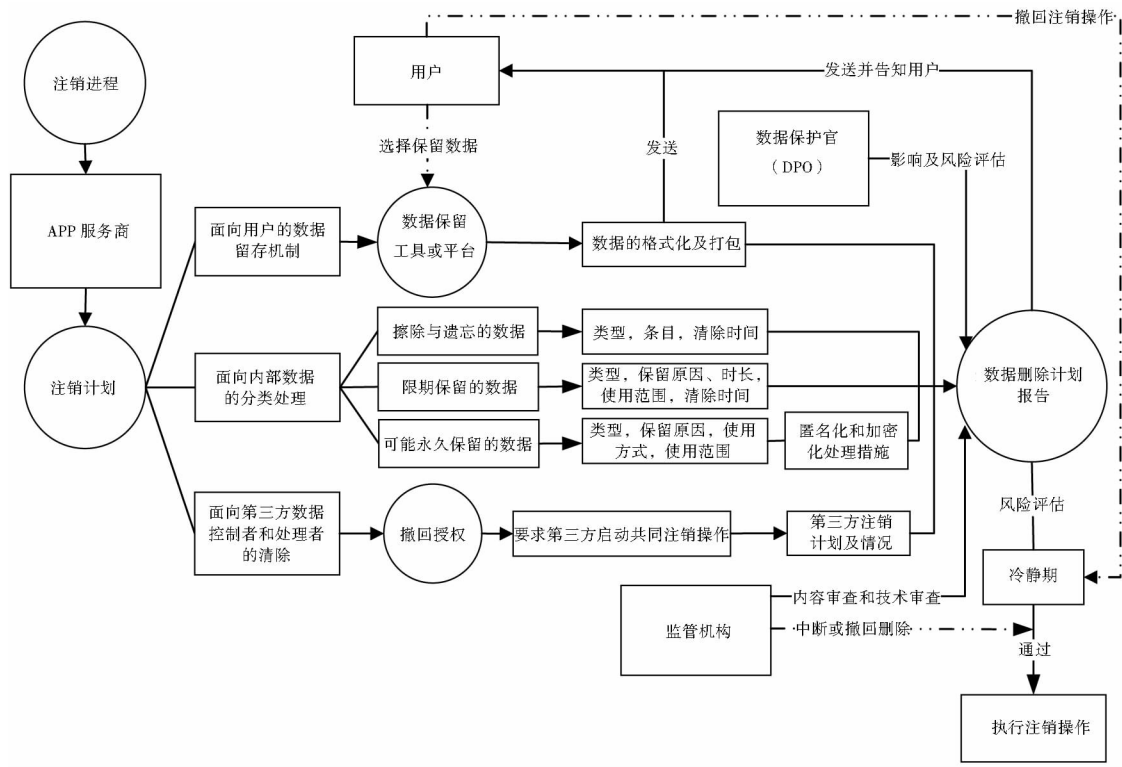 撤回注销操作
注销进程
用户
发送并告知用户
数据保护官
（DPO）
选择保留数据
发送
影响及风险评估
APP 服务商
面向用户的数据
留存机制
数据保留
工具或平台
数据的格式化及打包
擦除与遗忘的数据
类型，条目，清除时间
注销计划
面向内部数据
的分类处理
限期保留的数据
类型，保留原因、时长，
使用范围，清除时间
数据删除计划
报告
可能永久保留的数据
类型，保留原因，使用
方式，使用范围
匿名化和加密
化处理措施
面向第三方数据
控制者和处理者
的清除
撤回授权
要求第三方启动共同注销操作
第三方注销
计划及情况
风险评估
冷静期
监管机构
内容审查和技术审查
中断或撤回删除
通过
执行注销操作